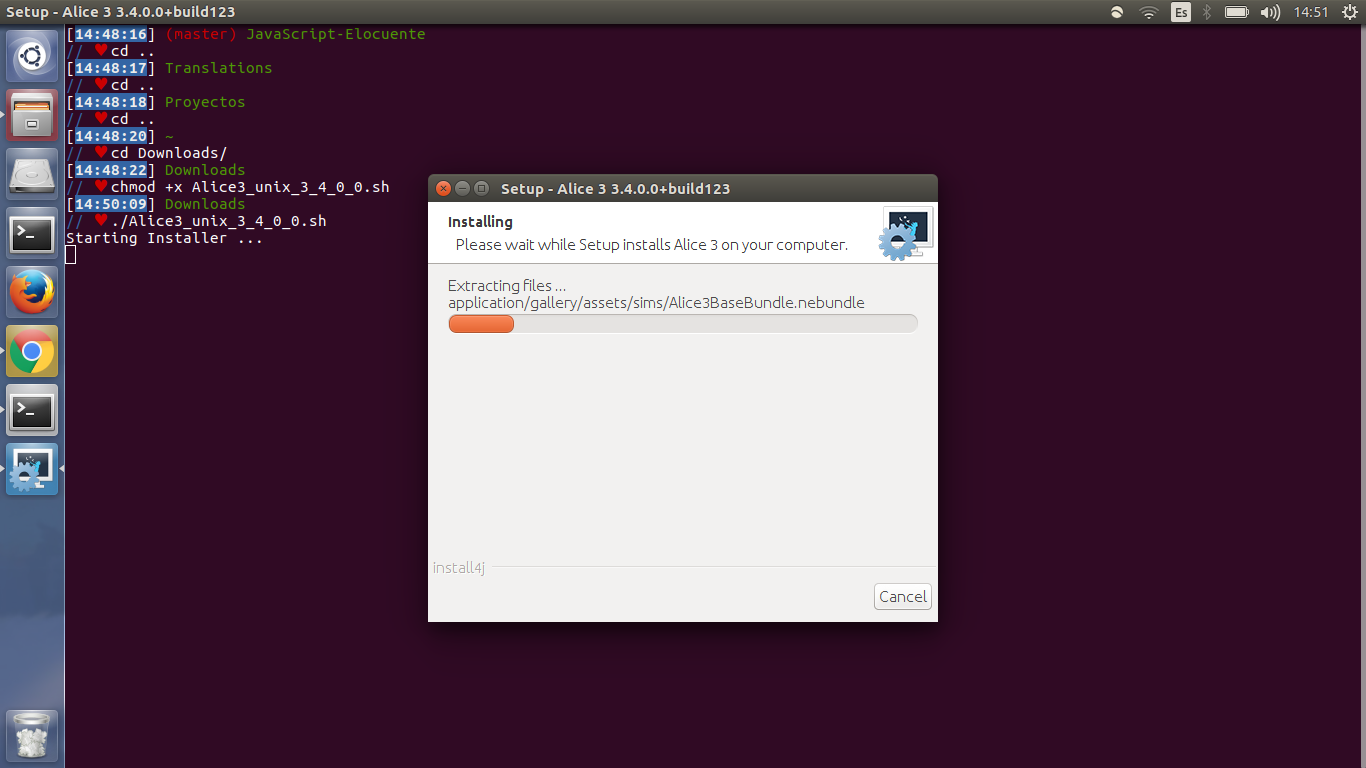 Setup - Alice 3 3.4.0.0+build123
Es
14:51
[14:48:16] (master) JavaScript-Elocuente
// ♥cd ..
[14:48:17] Translations
// ♥cd ..
[14:48:18] Proyectos
// ♥cd ..
[14:48:20] ~
// ♥cd Downloads/
[14:48:22] Downloads
// ♥chmod +x Alice3_unix_3_4_0_0.sh
[14:50:09] Downloads
// ♥./Alice3_unix_3_4_0_0.sh
Starting Installer ...
Setup - Alice 3 3.4.0.0+build123
Installing
Please wait while Setup installs Alice 3 on your computer.
Extracting files ...
application/gallery/assets/sims/Alice3BaseBundle.nebundle
install4j
Cancel